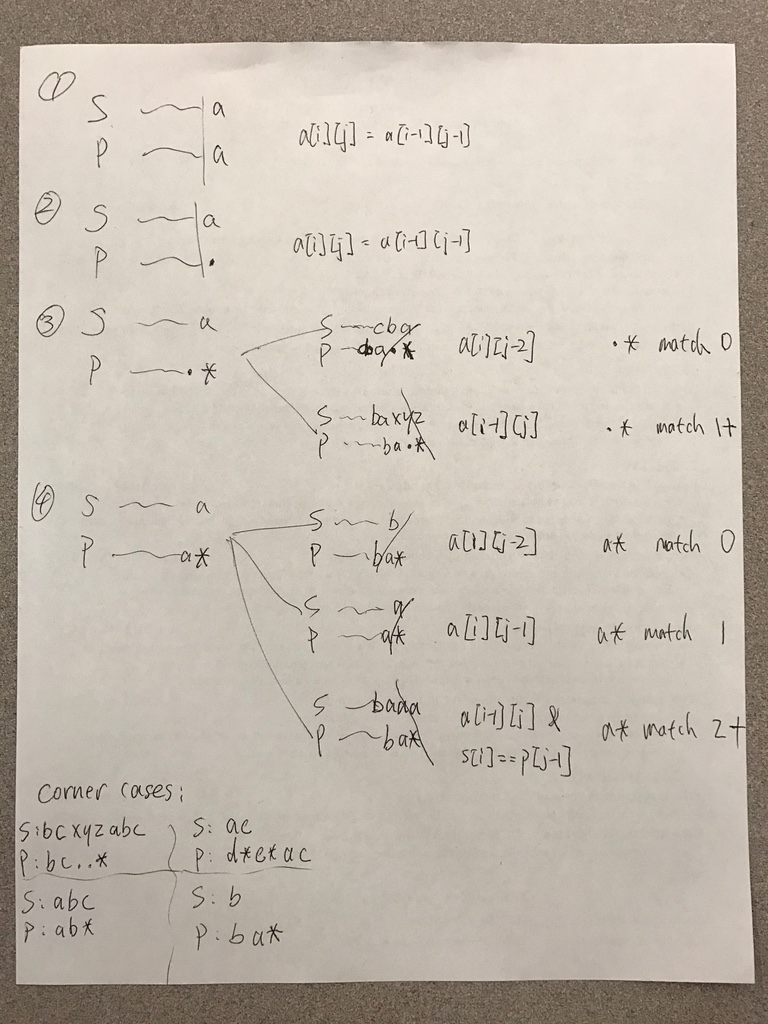 ①
S a
P a a[i][j] = a[i-1][j-1]
②
S a
P . a[i][j] = a[i-1][j-1]
③
S a
P .*
S cba
P ba.* a[i][j-2] .* match 0
S baxyz
P ba.* a[i-1][j] .* match 1+
④
S a
P a*
S b
P ba* a[i][j-2] a* match 0
S a
P a* a[i][j-1] a* match 1
S baaa
P ba* a[i-1][j] & s[i]==p[j-1] a* match 2+
Corner cases:
S:bcxyzabc
P:bc..*
S: ac
P: d*e*ac
S: abc
P: ab*
S: b
P: ba*